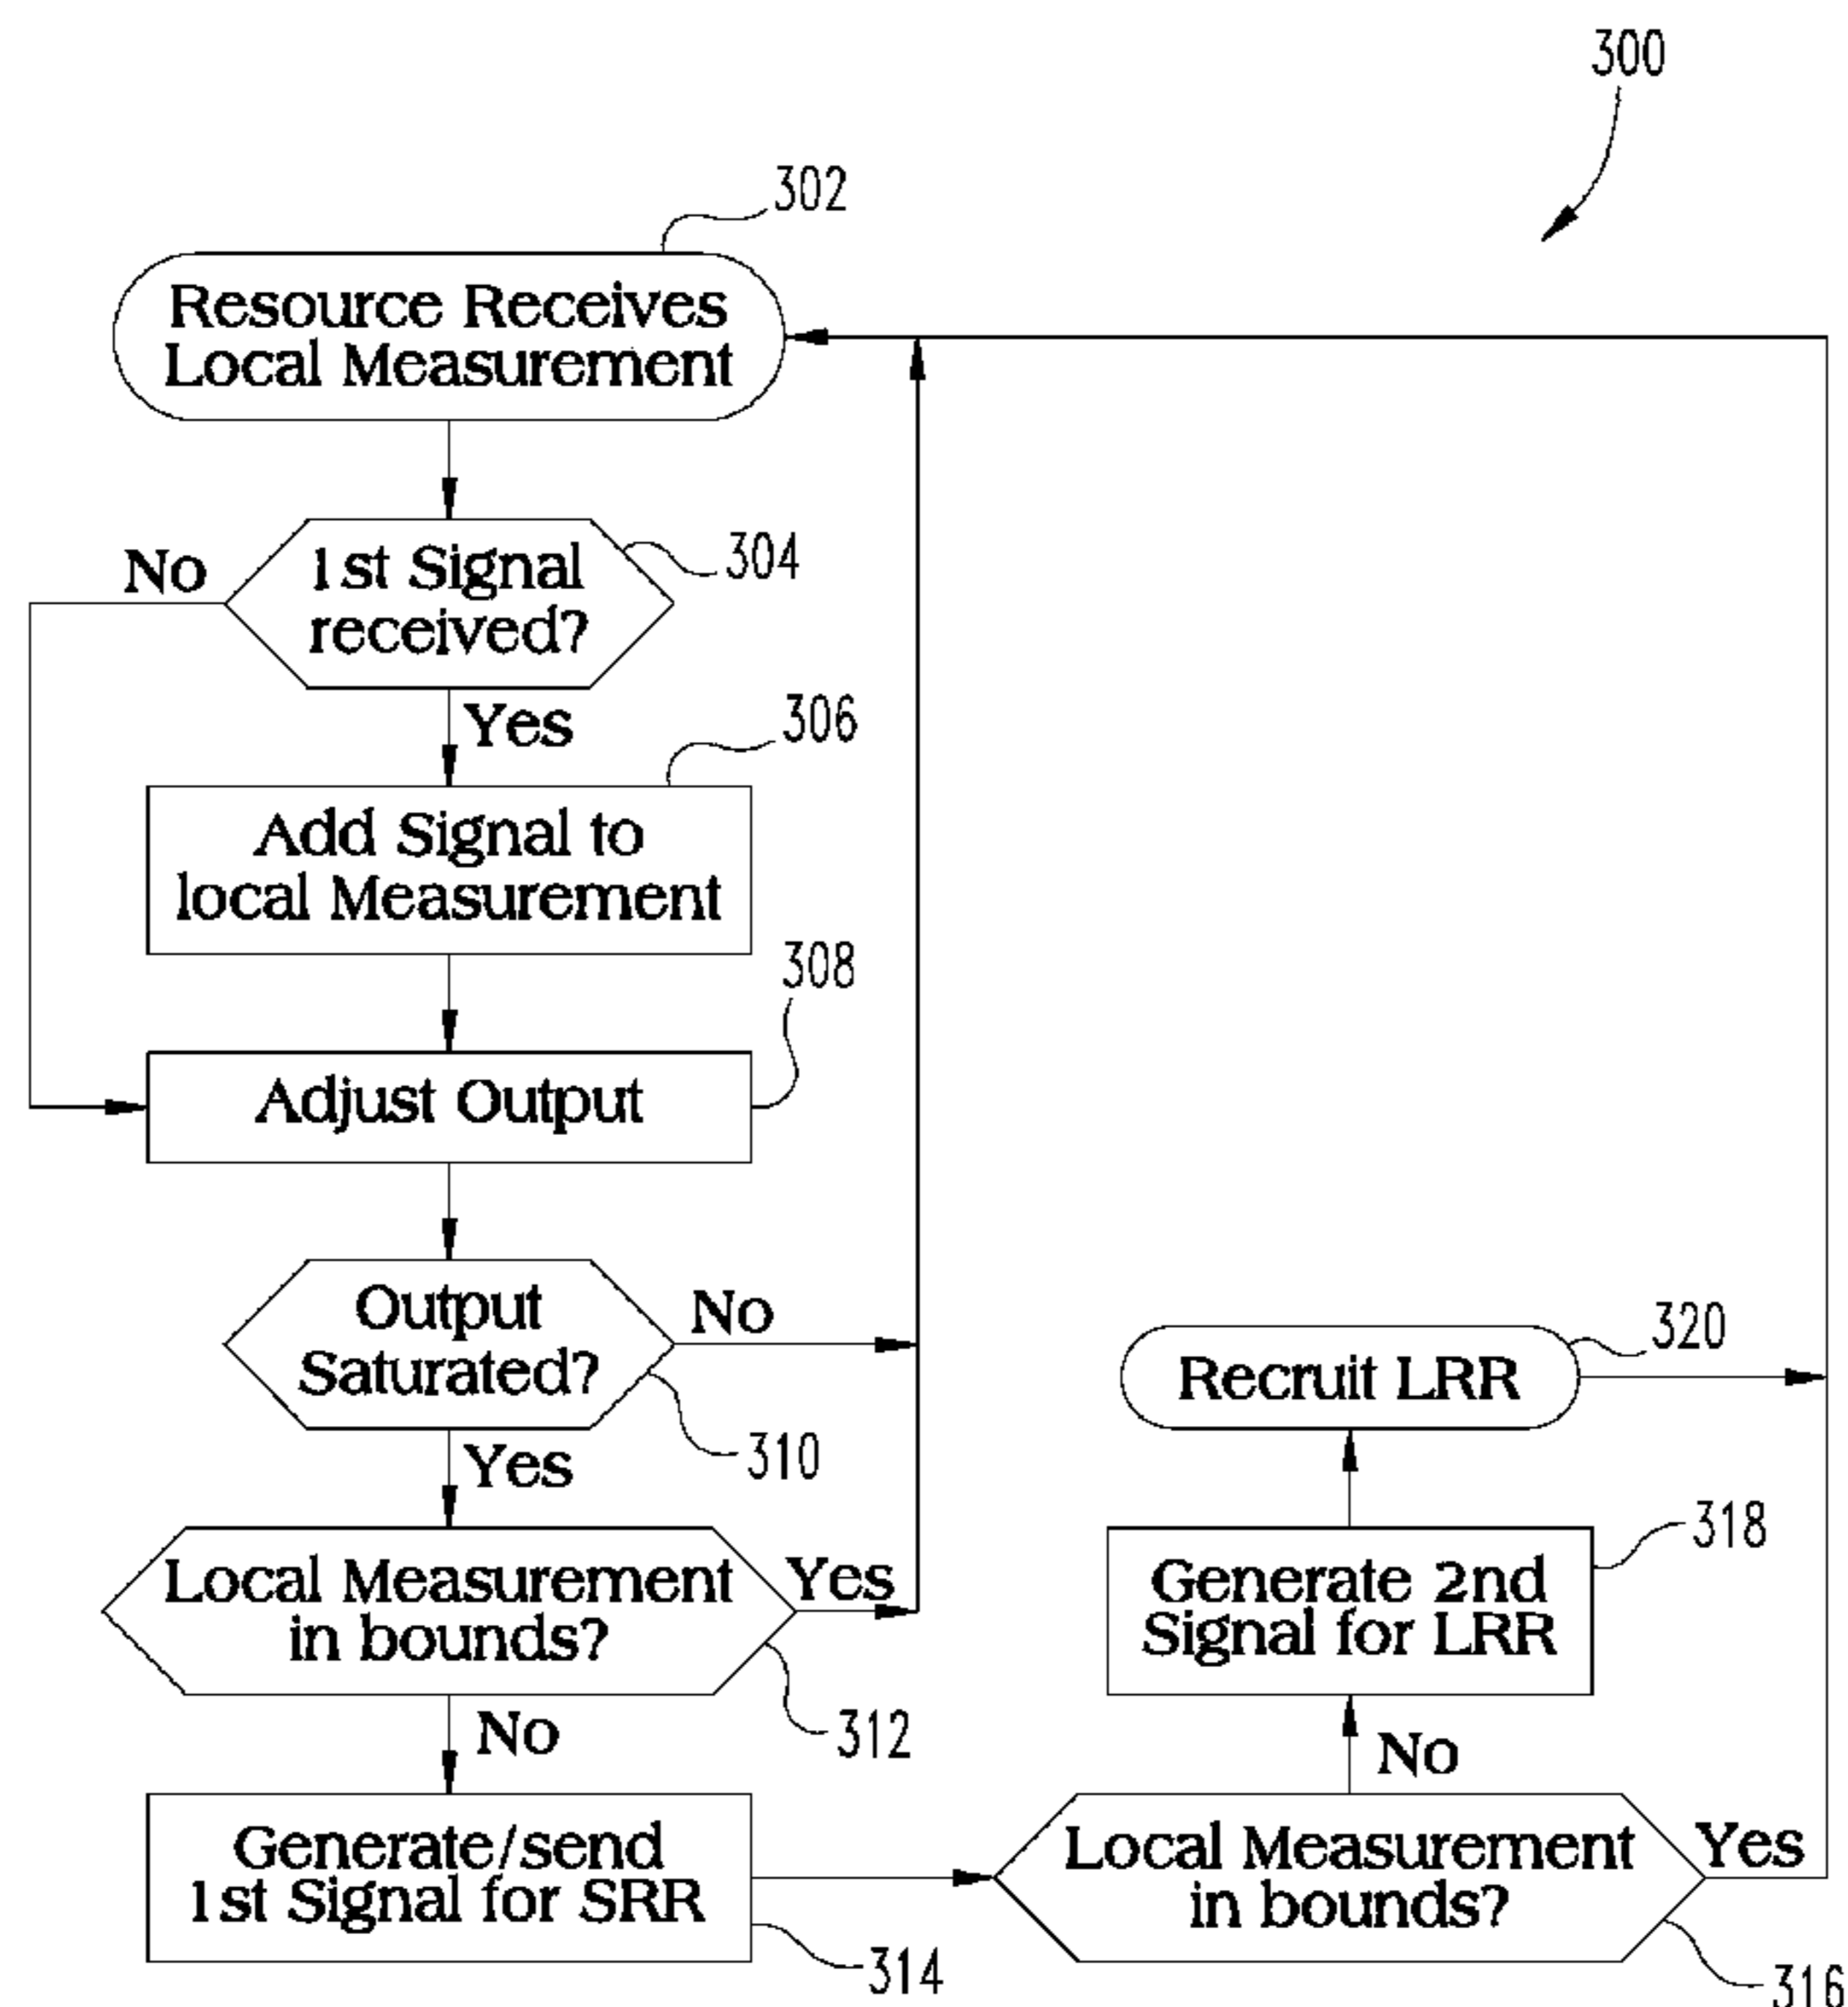 300
302
Resource Receives
Local Measurement
No
1st Signal
received?
304
Yes
306
Add Signal to
local Measurement
308
Adjust Output
Output
Saturated?
No
310
Yes
Local Measurement
in bounds?
Yes
312
No
Generate/send
1st Signal for SRR
314
Local Measurement
in bounds?
Yes
316
No
Generate 2nd
Signal for LRR
318
Recruit LRR
320